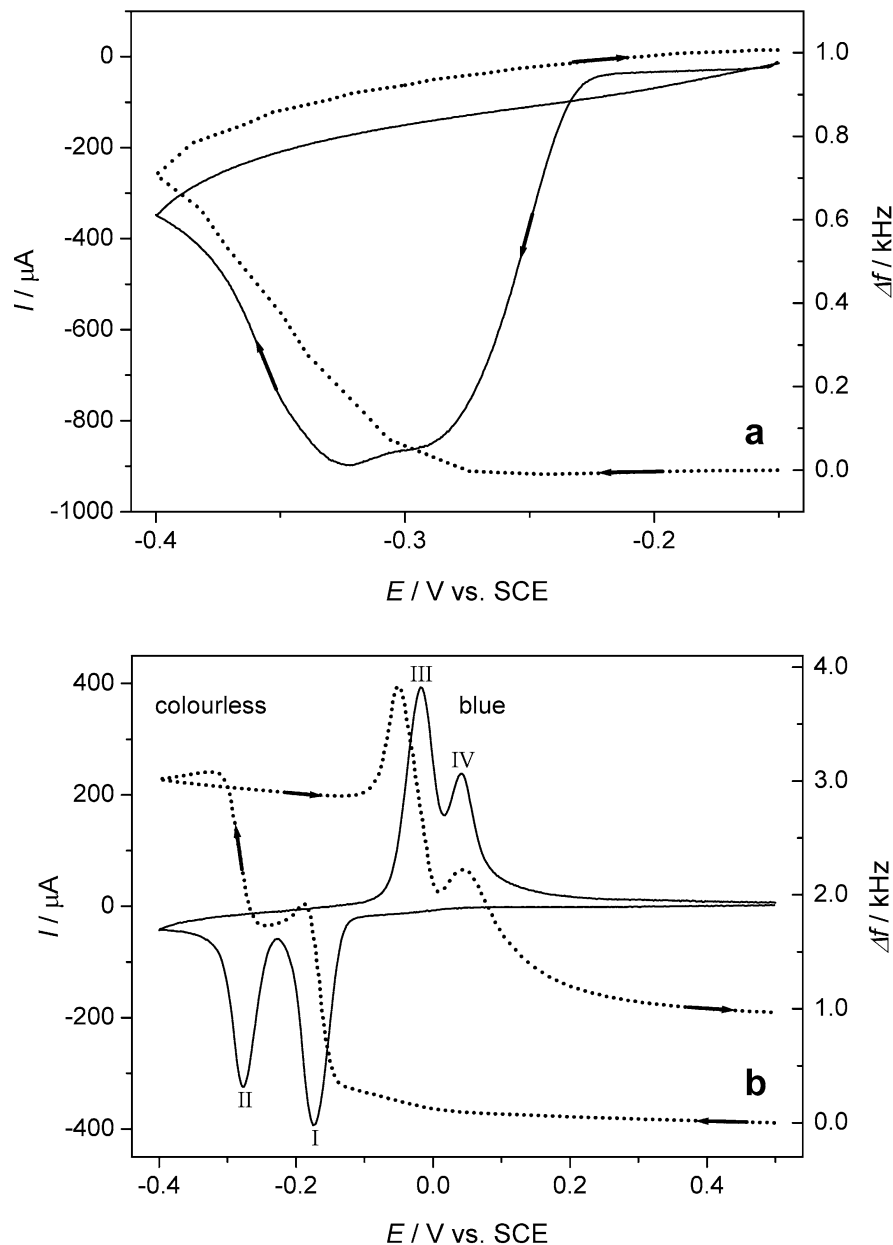 0
-200
-400
-600
-800
-1000
I / μA
1.0
0.8
0.6
0.4
0.2
0.0
Δf / kHz
a
-0.4
-0.3
-0.2
E / V vs. SCE
400
200
0
-200
-400
I / μA
colourless
blue
III
IV
II
I
4.0
3.0
2.0
1.0
0.0
Δf / kHz
b
-0.4
-0.2
0.0
0.2
0.4
E / V vs. SCE